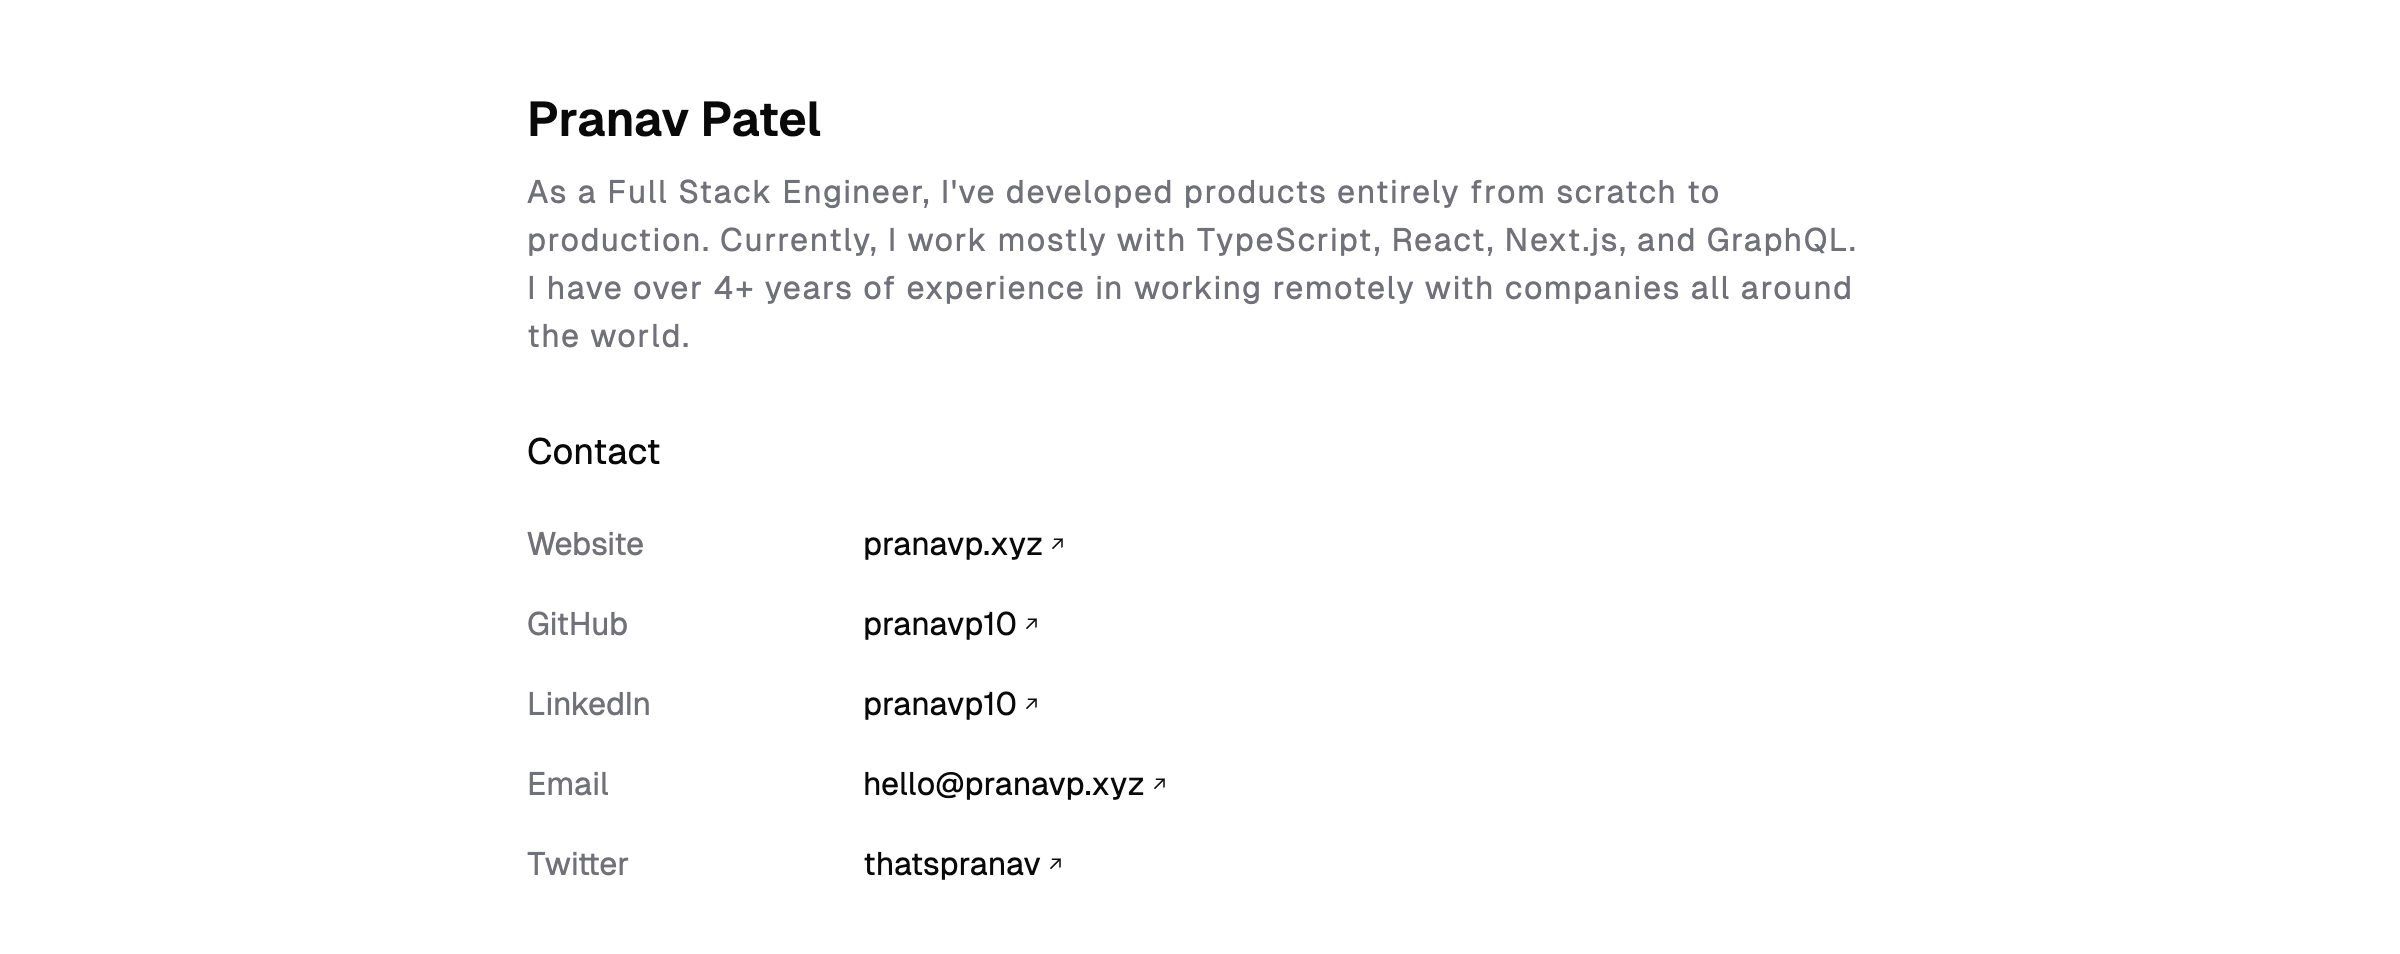 Pranav Patel
As a Full Stack Engineer, I've developed products entirely from scratch to
production. Currently, I work mostly with TypeScript, React, Next.js, and GraphQL.
I have over 4+ years of experience in working remotely with companies all around
the world.
Contact
Website pranavp.xyz ↗
GitHub pranavp10 ↗
LinkedIn pranavp10 ↗
Email hello@pranavp.xyz ↗
Twitter thatspranav ↗